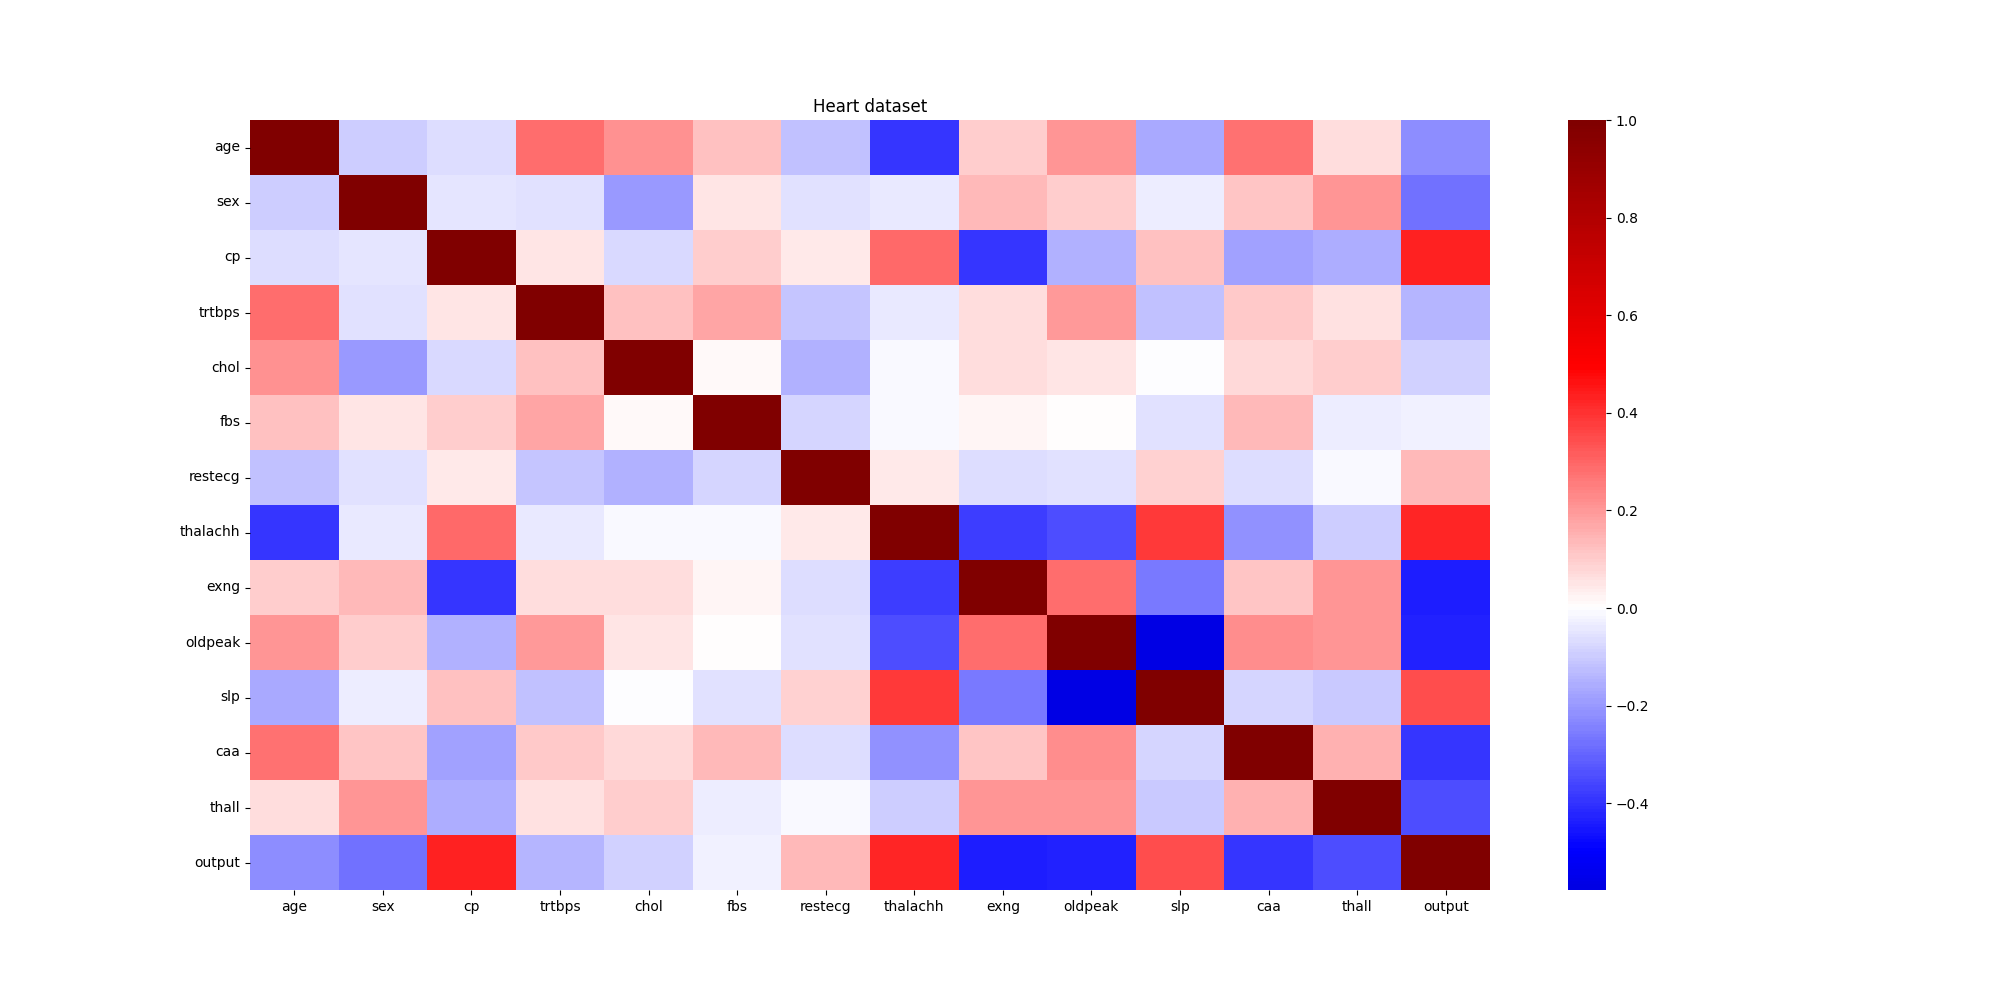 Heart dataset
age
sex
cp
trtbps
chol
fbs
restecg
thalachh
exng
oldpeak
slp
caa
thall
output
age sex cp trtbps chol fbs restecg thalachh exng oldpeak slp caa thall output
1.0
0.8
0.6
0.4
0.2
0.0
−0.2
−0.4